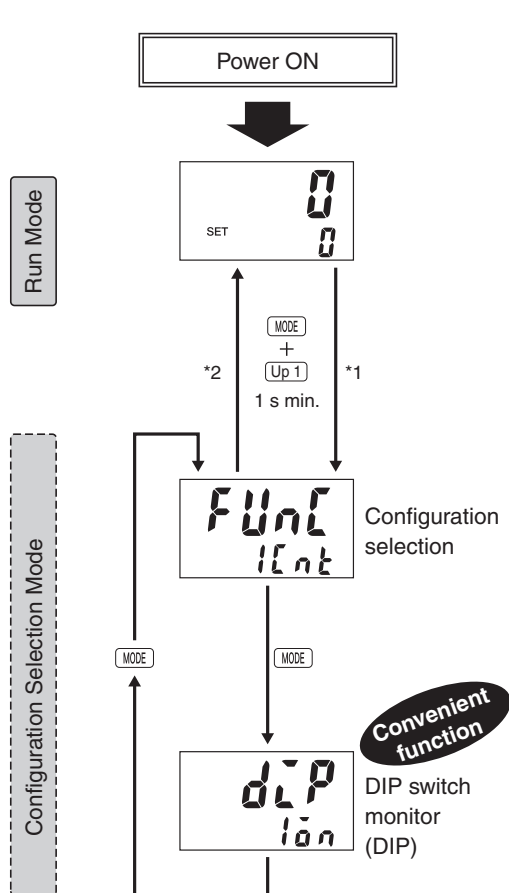 Power ON
Run Mode
0
SET
0
MODE
+
Up 1
1 s min.
*2
*1
Configuration Selection Mode
FUnC
1Cnt
Configuration
selection
MODE
MODE
Convenient
function
diP
1on
DIP switch
monitor
(DIP)